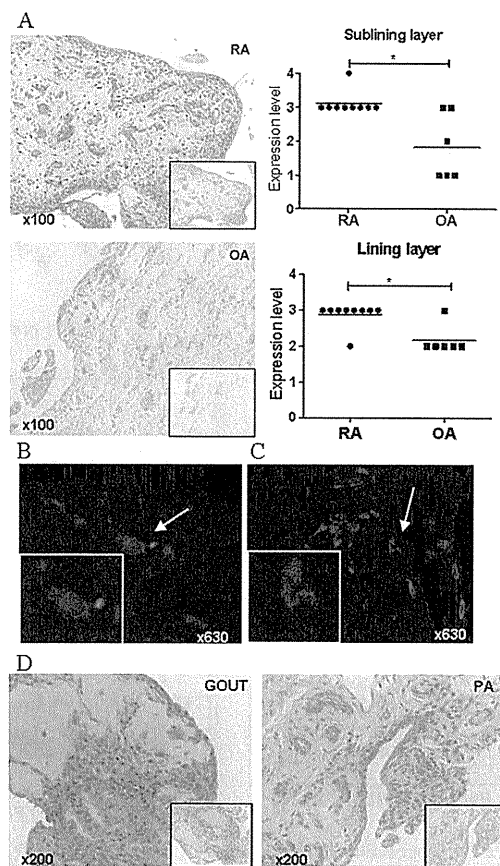 A
RA
x100
Sublining layer
*
Expression level
4
3
2
1
0
RA
OA
OA
x100
Lining layer
*
Expression level
4
3
2
1
0
RA
OA
B
x630
C
x630
D
GOUT
x200
PA
x200